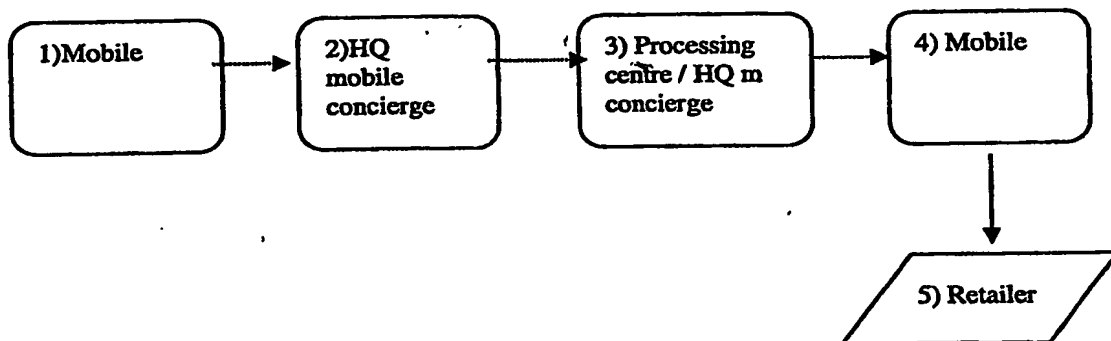 1)Mobile
2)HQ
mobile
concierge
3) Processing
centre / HQ m
concierge
4) Mobile
5) Retailer